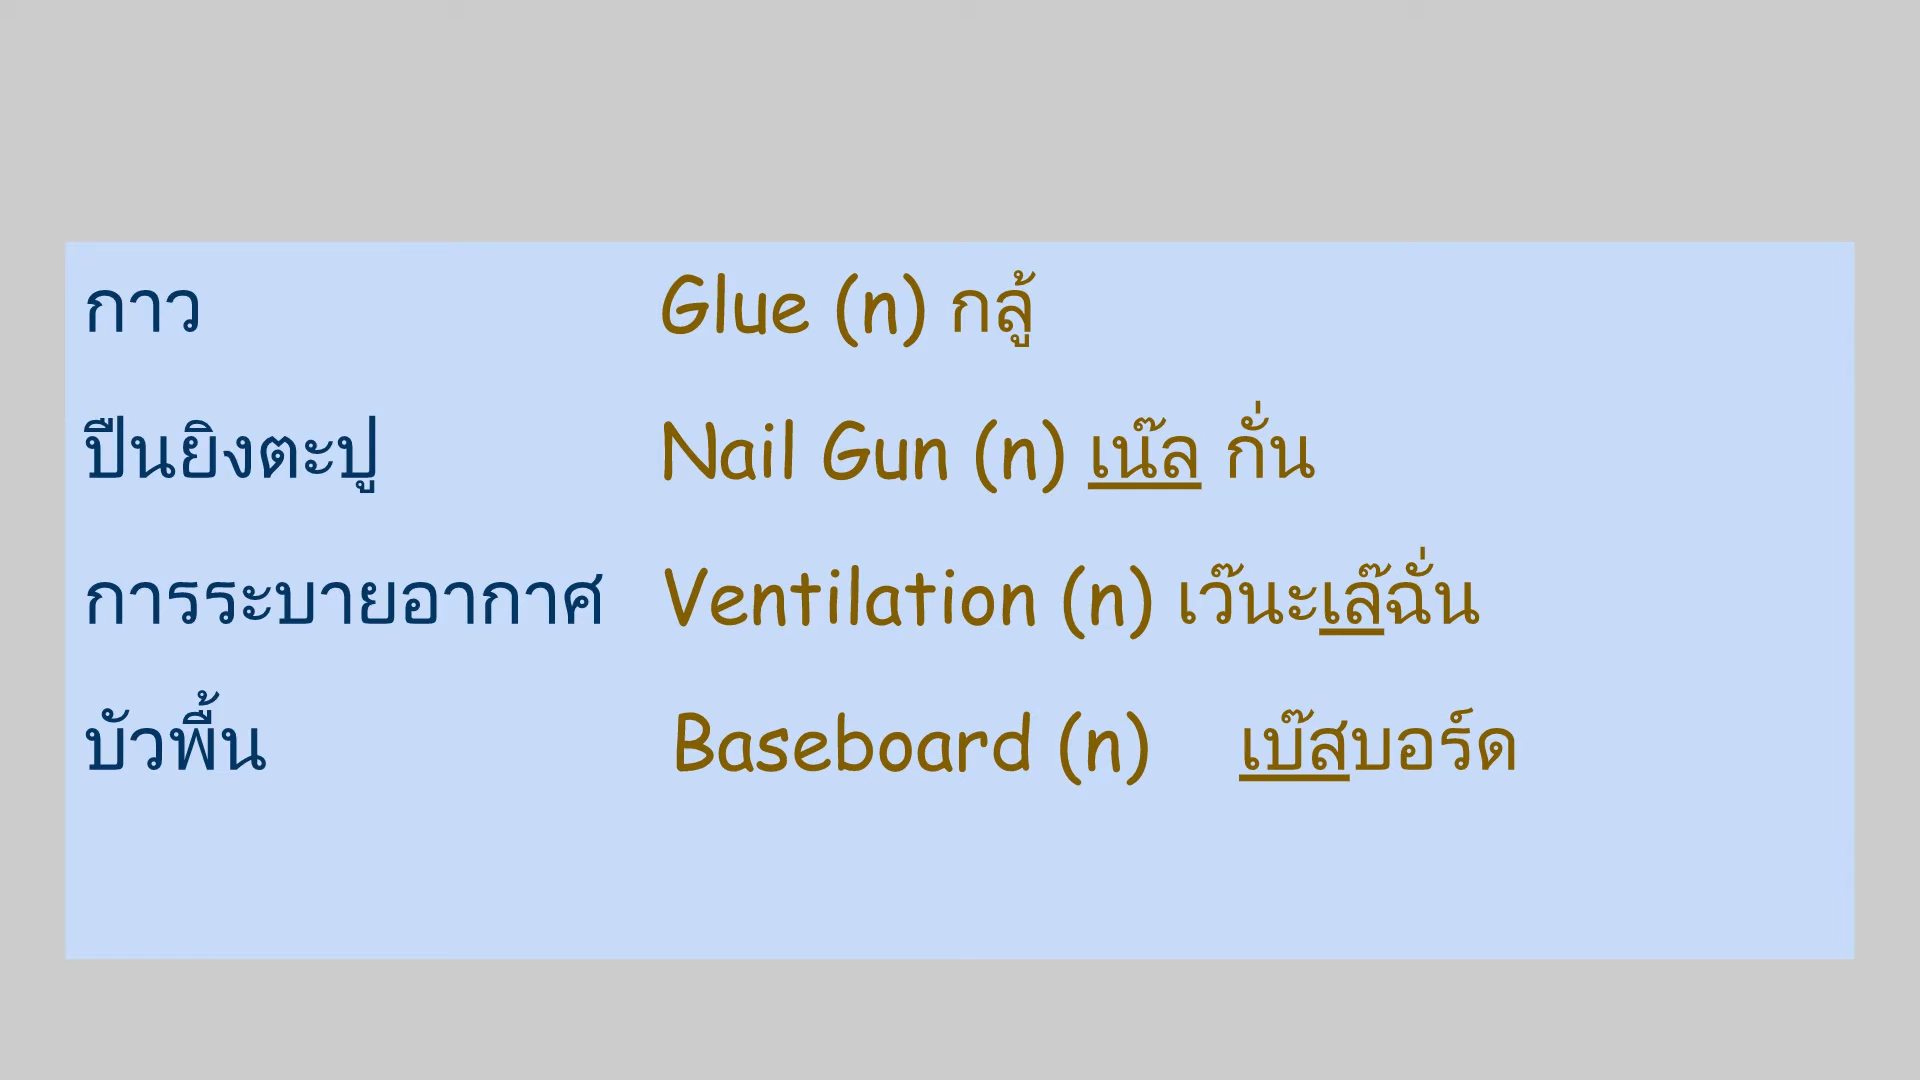 กาว Glue (n) กลู้
ปืนยิงตะปู Nail Gun (n) เน๊ล กั่น
การระบายอากาศ Ventilation (n) เว๊นะเล๊ฉั่น
บัวพื้น Baseboard (n) เบ๊สบอร์ด